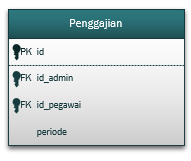 Penggajian
PK id
FK id_admin
FK id_pegawai
periode